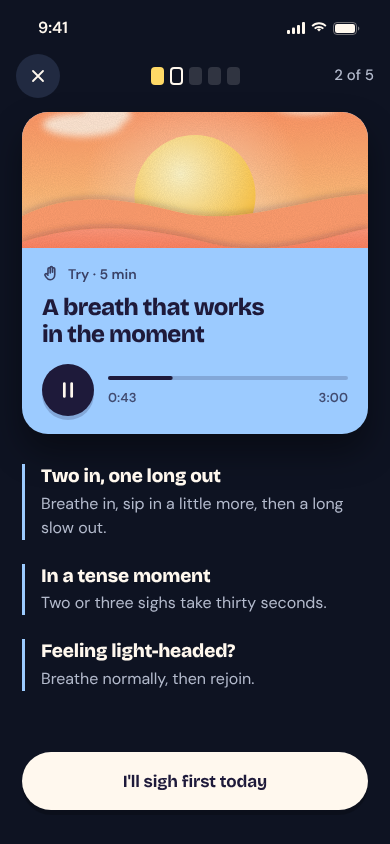 9:41
2 of 5
Try · 5 min
A breath that works
in the moment
0:43
3:00
Two in, one long out
Breathe in, sip in a little more, then a long
slow out.
In a tense moment
Two or three sighs take thirty seconds.
Feeling light-headed?
Breathe normally, then rejoin.
I'll sigh first today